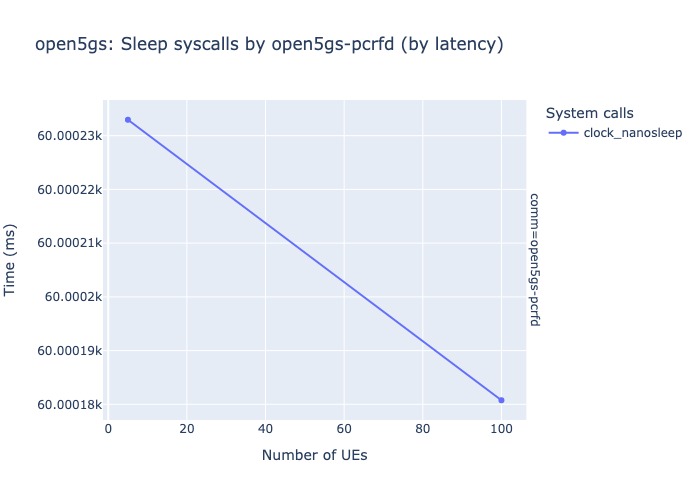 open5gs: Sleep syscalls by open5gs-pcrfd (by latency)
System calls
clock_nanosleep
60.00023k
60.00022k
60.00021k
60.0002k
60.00019k
60.00018k
Time (ms)
comm=open5gs-pcrfd
0 20 40 60 80 100
Number of UEs